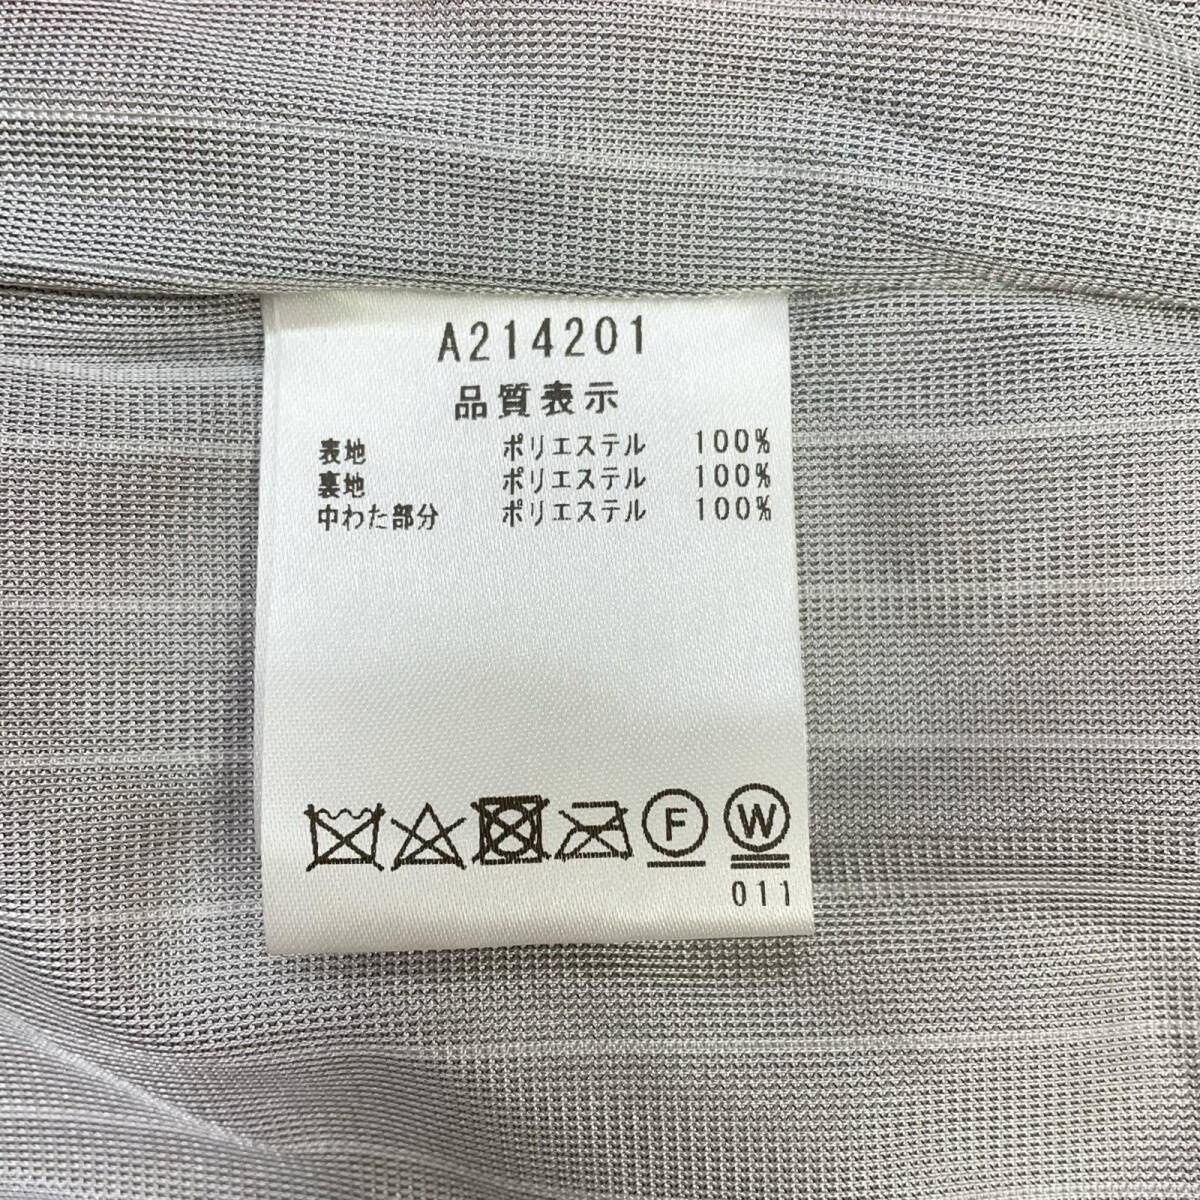 A214201
品質表示
表地 ポリエステル 100%
裏地 ポリエステル 100%
中わた部分 ポリエステル 100%
F W
011